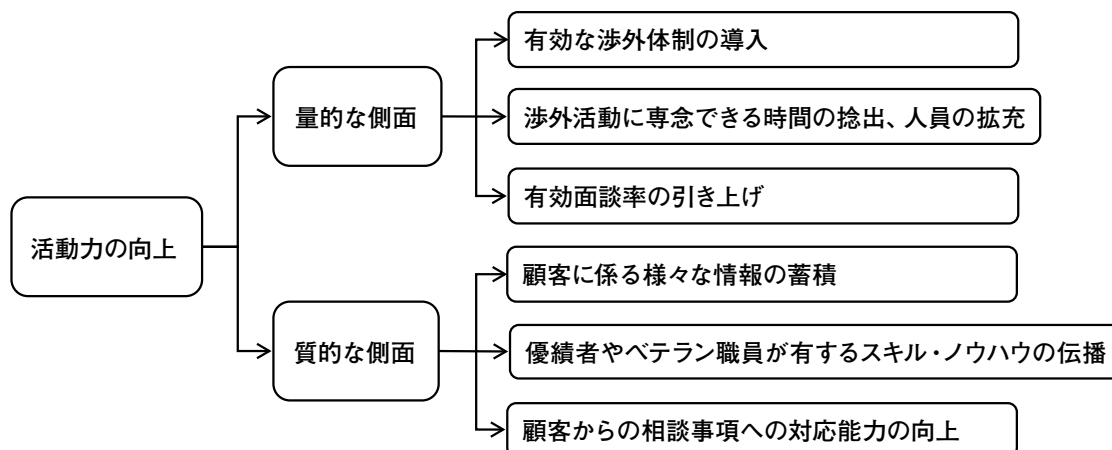 活動力の向上
量的な側面
有効な渉外体制の導入
渉外活動に専念できる時間の捻出、人員の拡充
有効面談率の引き上げ
質的な側面
顧客に係る様々な情報の蓄積
優績者やベテラン職員が有するスキル・ノウハウの伝播
顧客からの相談事項への対応能力の向上